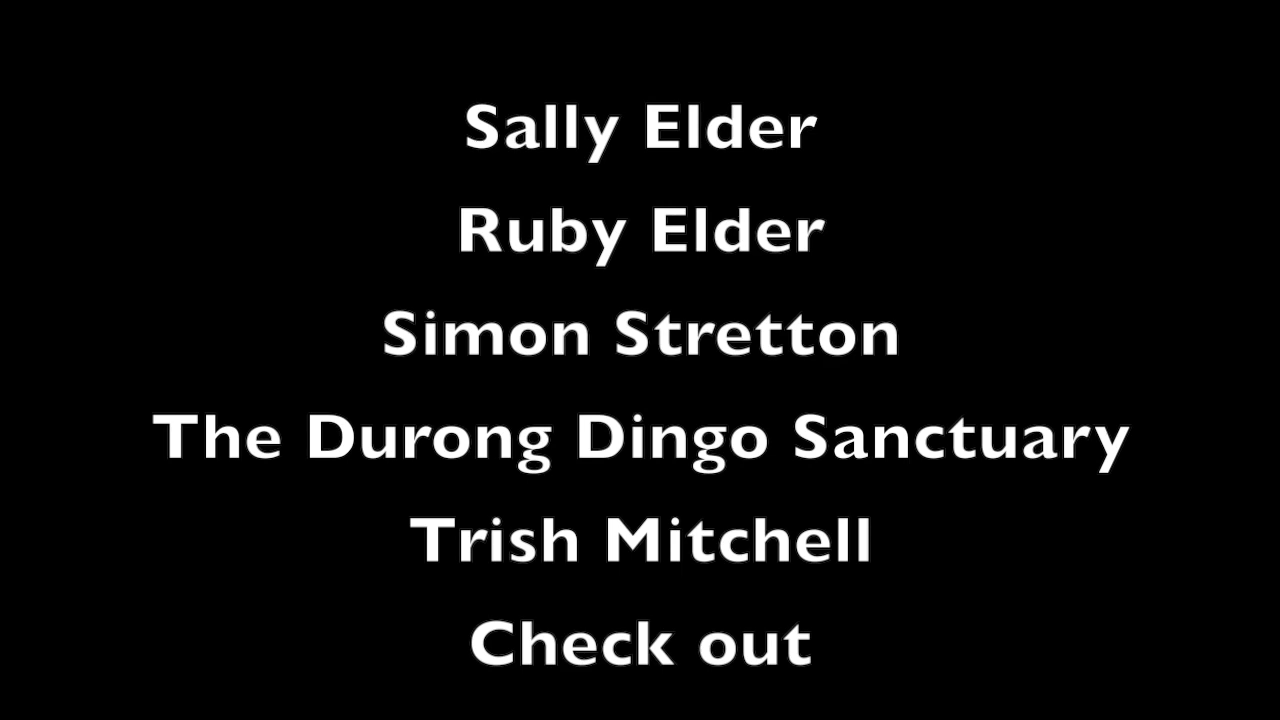 Sally Elder
Ruby Elder
Simon Stretton
The Durong Dingo Sanctuary
Trish Mitchell
Check out